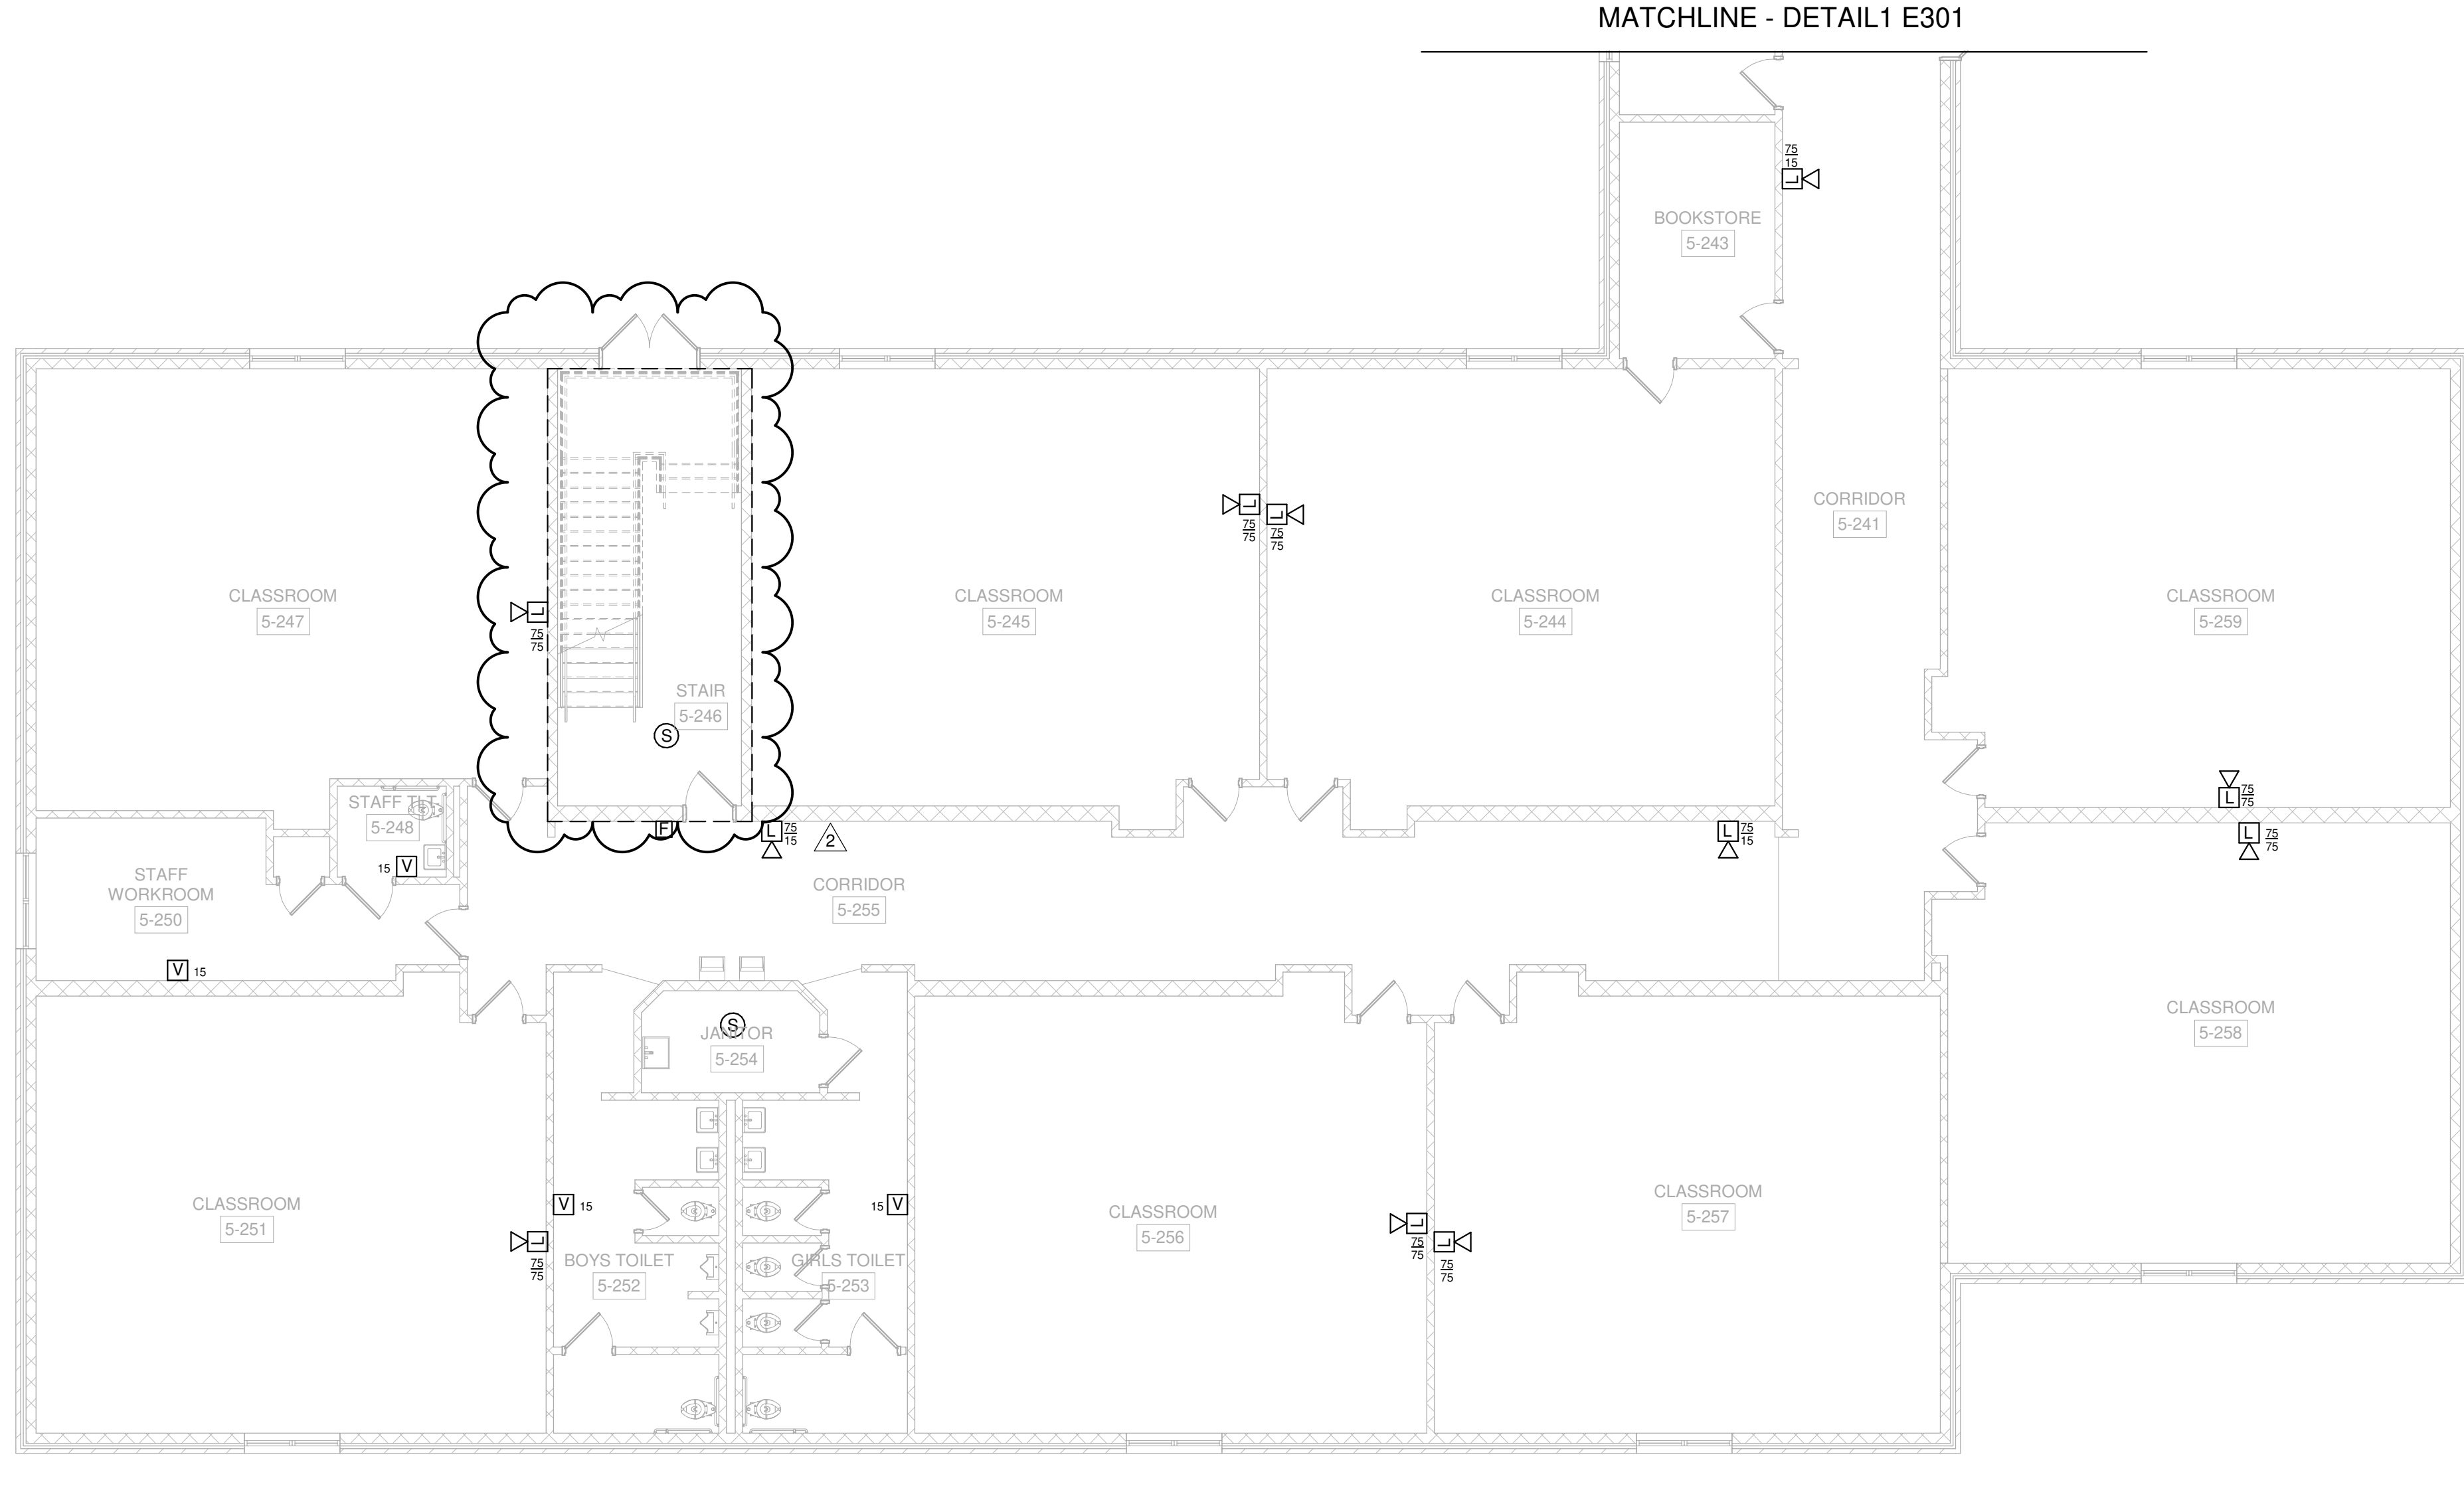 MATCHLINE - DETAIL1 E301
75
15
L
BOOKSTORE
5-243
CORRIDOR
5-241
L
75
75
L
75
75
CLASSROOM
5-247
L
75
75
CLASSROOM
5-245
CLASSROOM
5-244
CLASSROOM
5-259
STAIR
5-246
S
STAFF TLT
5-248
15 V
F
L 75
15
2
L 75
15
L 75
75
L 75
75
STAFF
WORKROOM
5-250
CORRIDOR
5-255
V 15
S
JANITOR
5-254
CLASSROOM
5-258
CLASSROOM
5-251
V 15
15 V
CLASSROOM
5-256
CLASSROOM
5-257
L
75
75
BOYS TOILET
5-252
GIRLS TOILET
5-253
L
75
75
L
75
75